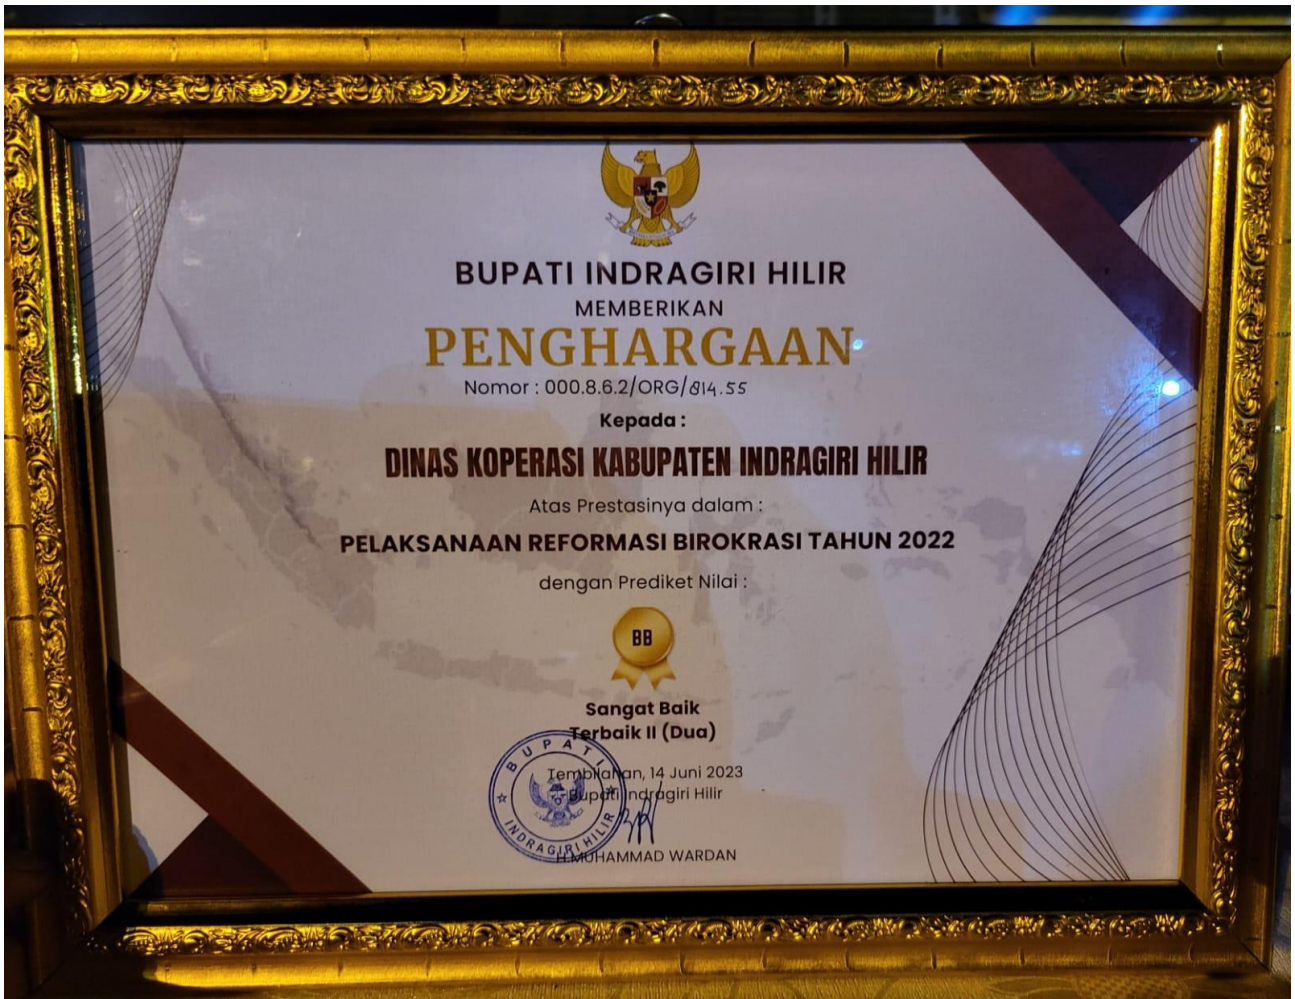 BUPATI INDRAGIRI HILIR
MEMBERIKAN
PENGHARGAAN
Nomor : 000.8.6.2/ORG/814.55
Kepada :
DINAS KOPERASI KABUPATEN INDRAGIRI HILIR
Atas Prestasinya dalam :
PELAKSANAAN REFORMASI BIROKRASI TAHUN 2022
dengan Prediket Nilai :
BB
Sangat Baik
Terbaik II (Dua)
Tembilahan, 14 Juni 2023
Bupati Indragiri Hilir
BUPATI
INDRAGIRI HILIR
H.MUHAMMAD WARDAN